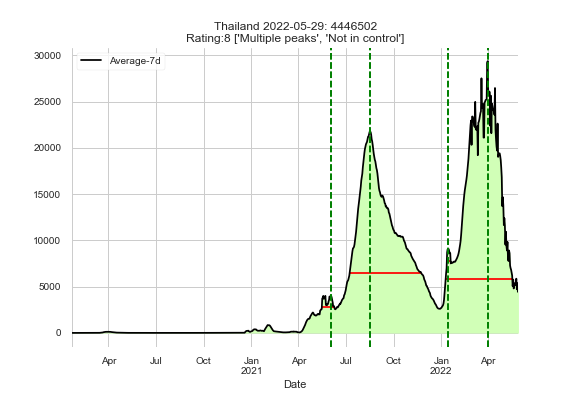 Thailand 2022-05-29: 4446502
Rating:8 ['Multiple peaks', 'Not in control']
Average-7d
30000
25000
20000
15000
10000
5000
0
Apr Jul Oct Jan Apr Jul Oct Jan Apr
2021 2022
Date